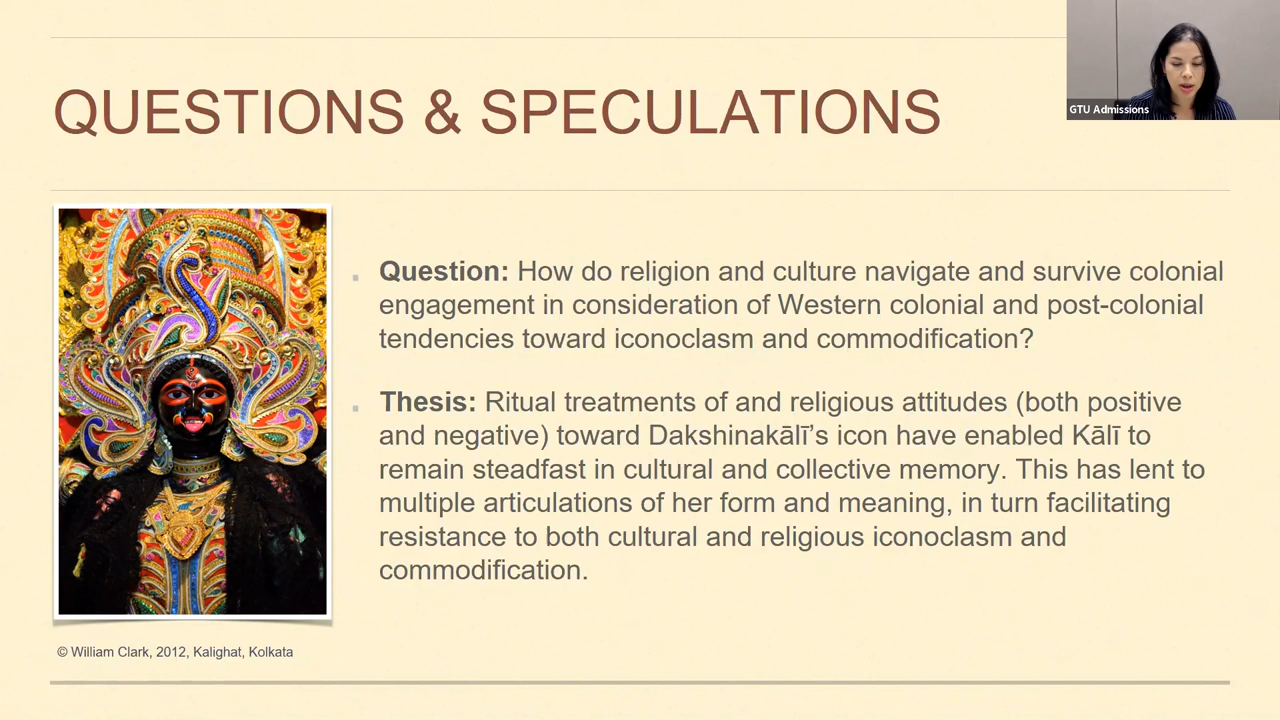 GTU Admissions
QUESTIONS & SPECULATIONS
Question: How do religion and culture navigate and survive colonial
engagement in consideration of Western colonial and post-colonial
tendencies toward iconoclasm and commodification?
Thesis: Ritual treatments of and religious attitudes (both positive
and negative) toward Dakshinakālī’s icon have enabled Kālī to
remain steadfast in cultural and collective memory. This has lent to
multiple articulations of her form and meaning, in turn facilitating
resistance to both cultural and religious iconoclasm and
commodification.
© William Clark, 2012, Kalighat, Kolkata